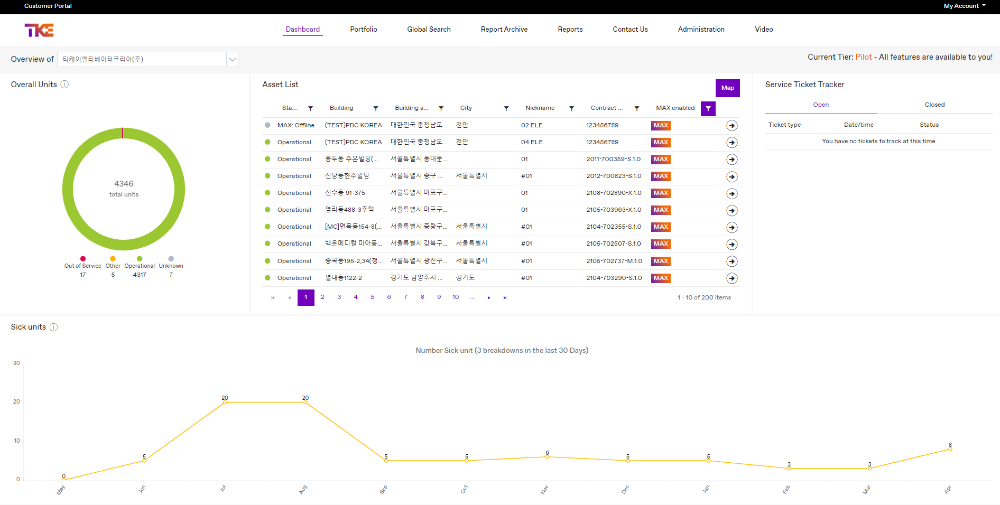 Customer Portal
My Account
TKE
Dashboard Portfolio Global Search Report Archive Reports Contact Us Administration Video
Overview of 티케이엘리베이터코리아(주)
Current Tier: Pilot - All features are available to you!
Overall Units
4346
total units
Out of Service Other Operational Unknown
17 5 4317 7
Asset List
Map
Sta... Building Building a... City Nickname Contract ... MAX enabled
MAX: Offline (TEST)PDC KOREA 대한민국 충청남도... 천안 02 ELE 123456789 MAX
Operational (TEST)PDC KOREA 대한민국 충청남도... 천안 04 ELE 123456789 MAX
Operational 용두동 주은빌딩(... 서울특별시 동대문... 01 2011-700359-S.1.0 MAX
Operational 신당동한주빌딩 서울특별시 중구 ... 서울특별시 #01 2012-700823-S.1.0 MAX
Operational 신수동 91-375 서울특별시 마포구... 01 2108-702890-X.1.0 MAX
Operational 염리동488-3주택 서울특별시 마포구... 01 2105-703963-X.1.0 MAX
Operational [MC]면목동154-8(... 서울특별시 중랑구... 서울특별시 #01 2104-702355-S.1.0 MAX
Operational 백운메디컬 미아동... 서울특별시 강북구... 서울특별시 #01 2105-702507-S.1.0 MAX
Operational 중곡동195-2,34(청... 서울특별시 광진구... 서울특별시 #01 2105-702737-M.1.0 MAX
Operational 별내동1122-2 경기도 남양주시 ... 경기도 #01 2104-703290-S.1.0 MAX
1 2 3 4 5 6 7 8 9 10 ...
1 - 10 of 200 items
Service Ticket Tracker
Open Closed
Ticket type Date/time Status
You have no tickets to track at this time
Sick units
Number Sick unit (3 breakdowns in the last 30 Days)
30
20
10
0
0 5 20 20 5 5 6 5 5 3 3 8
May Jun Jul Aug Sep Oct Nov Dec Jan Feb Mar Apr